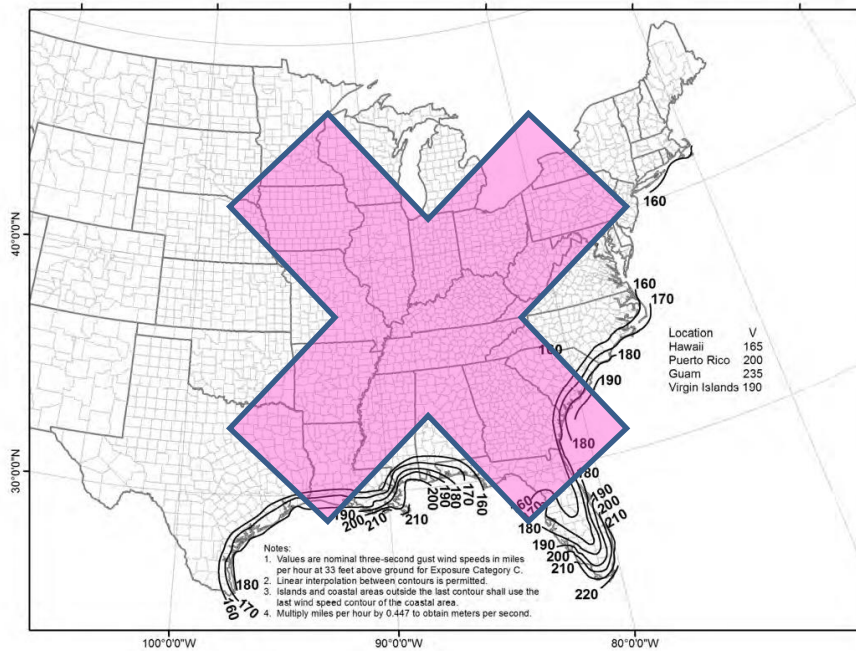 160
160
170
Location V
Hawaii 165
Puerto Rico 200
Guam 235
Virgin Islands 190
180
160
190
180
180
190
200
210
160
70
180
190
200
210
220
160
170
180
190
200
210
190
200
210
180
170
160
Notes:
1. Values are nominal three-second gust wind speeds in miles
per hour at 33 feet above ground for Exposure Category C.
2. Linear interpolation between contours is permitted.
3. Islands and coastal areas outside the last contour shall use the
last wind speed contour of the coastal area.
4. Multiply miles per hour by 0.447 to obtain meters per second.
40°0'0"N
30°0'0"N
100°0'0"W
90°0'0"W
80°0'0"W